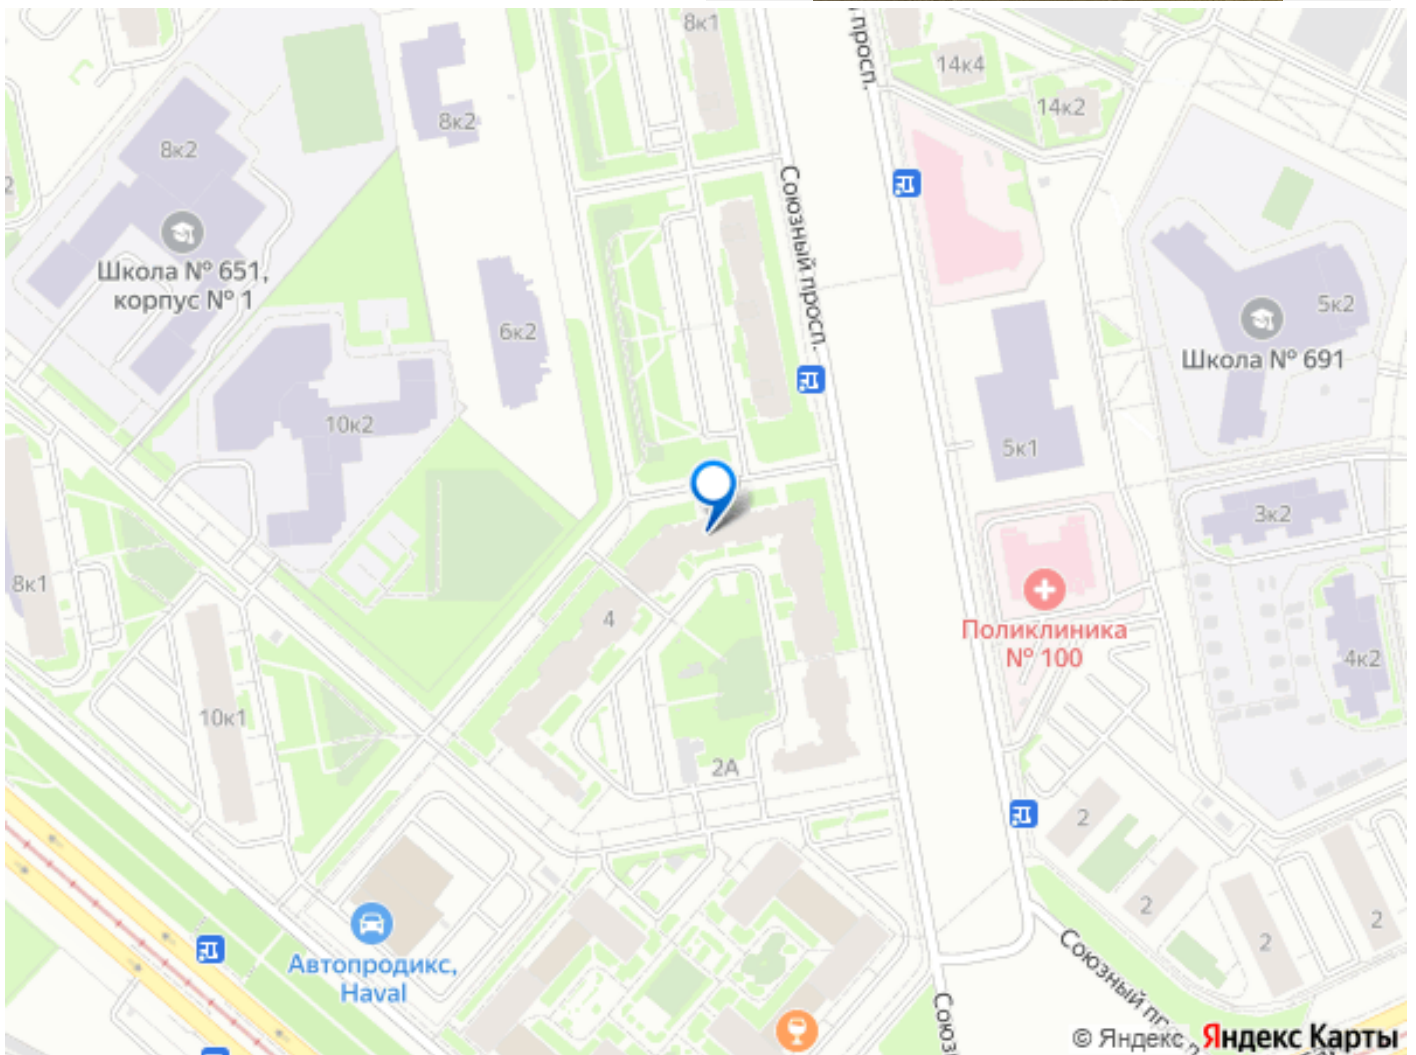 8к1
просп.
14к4
14к2
8к2
8к2
Союзный просп.
Школа № 651,
корпус № 1
6к2
5к2
Школа № 691
10к2
5к1
3к2
8к1
4
Поликлиника
№ 100
4к2
10к1
2А
2
2
2
2
Автопродикс,
Haval
Союзный пр
Союз
© Яндекс Яндекс Карты